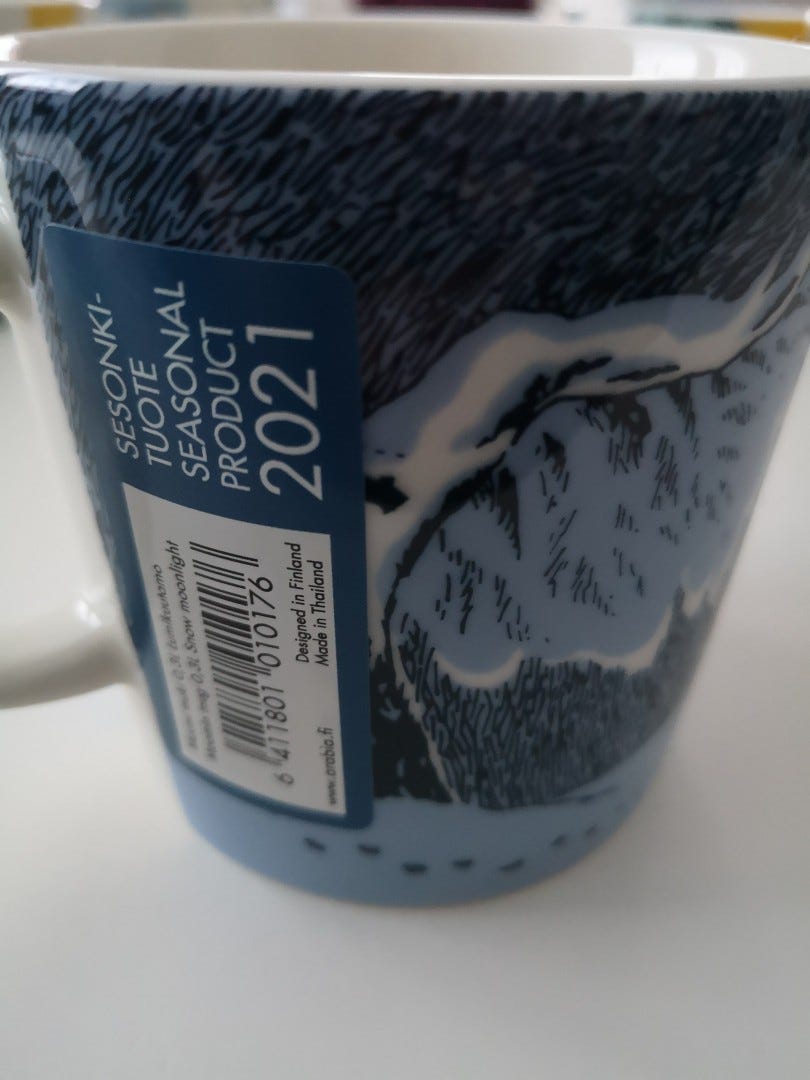 SESONKI-
TUOTE
SEASONAL
PRODUCT
2021
Moomin mug 0,3L Snow moonlight
6 411801 010176
Designed in Finland
Made in Thailand
www.arabia.fi